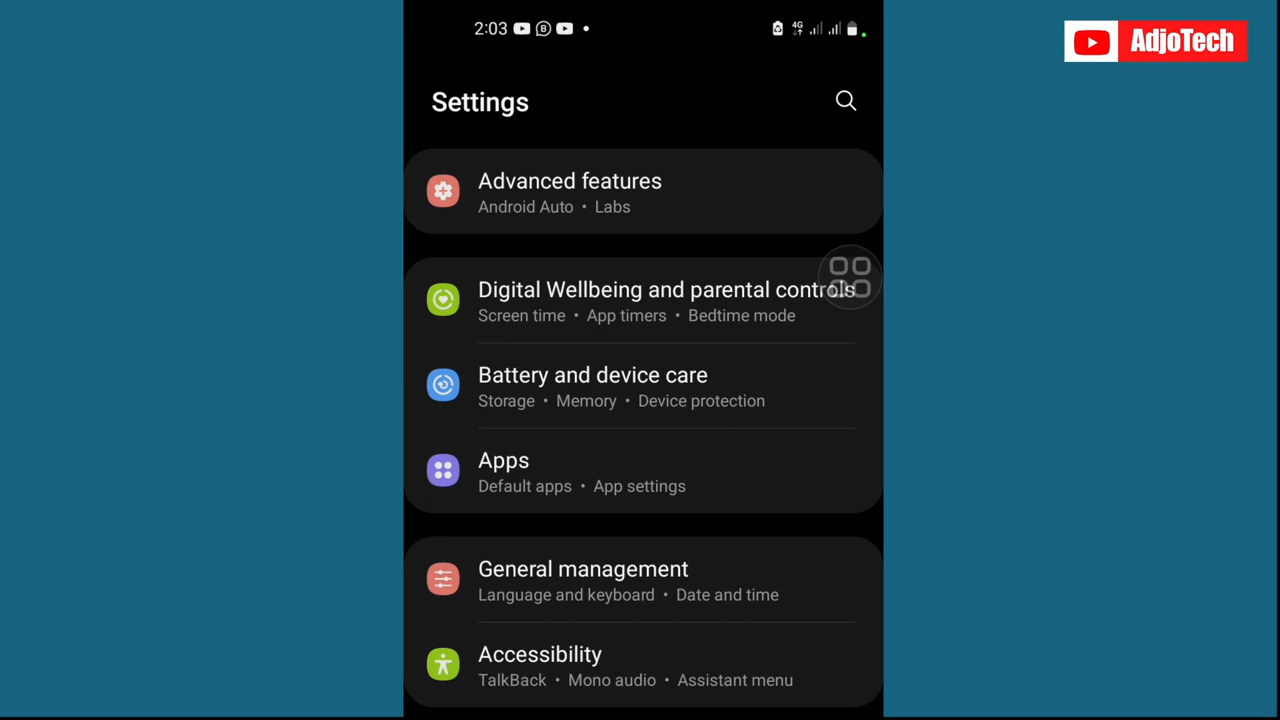 2:03
4G
AdjoTech
Settings
Advanced features
Android Auto • Labs
Digital Wellbeing and parental controls
Screen time • App timers • Bedtime mode
Battery and device care
Storage • Memory • Device protection
Apps
Default apps • App settings
General management
Language and keyboard • Date and time
Accessibility
TalkBack • Mono audio • Assistant menu